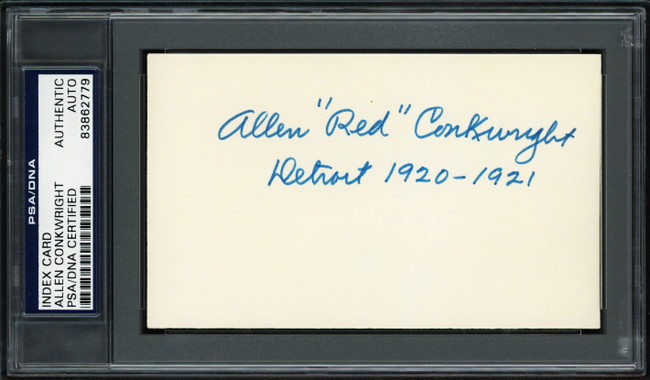 PSA/DNA
INDEX CARD
ALLEN CONKWRIGHT
PSA/DNA CERTIFIED
AUTHENTIC
AUTO
83862779
Allen "Red" Conkwright
Detroit 1920-1921